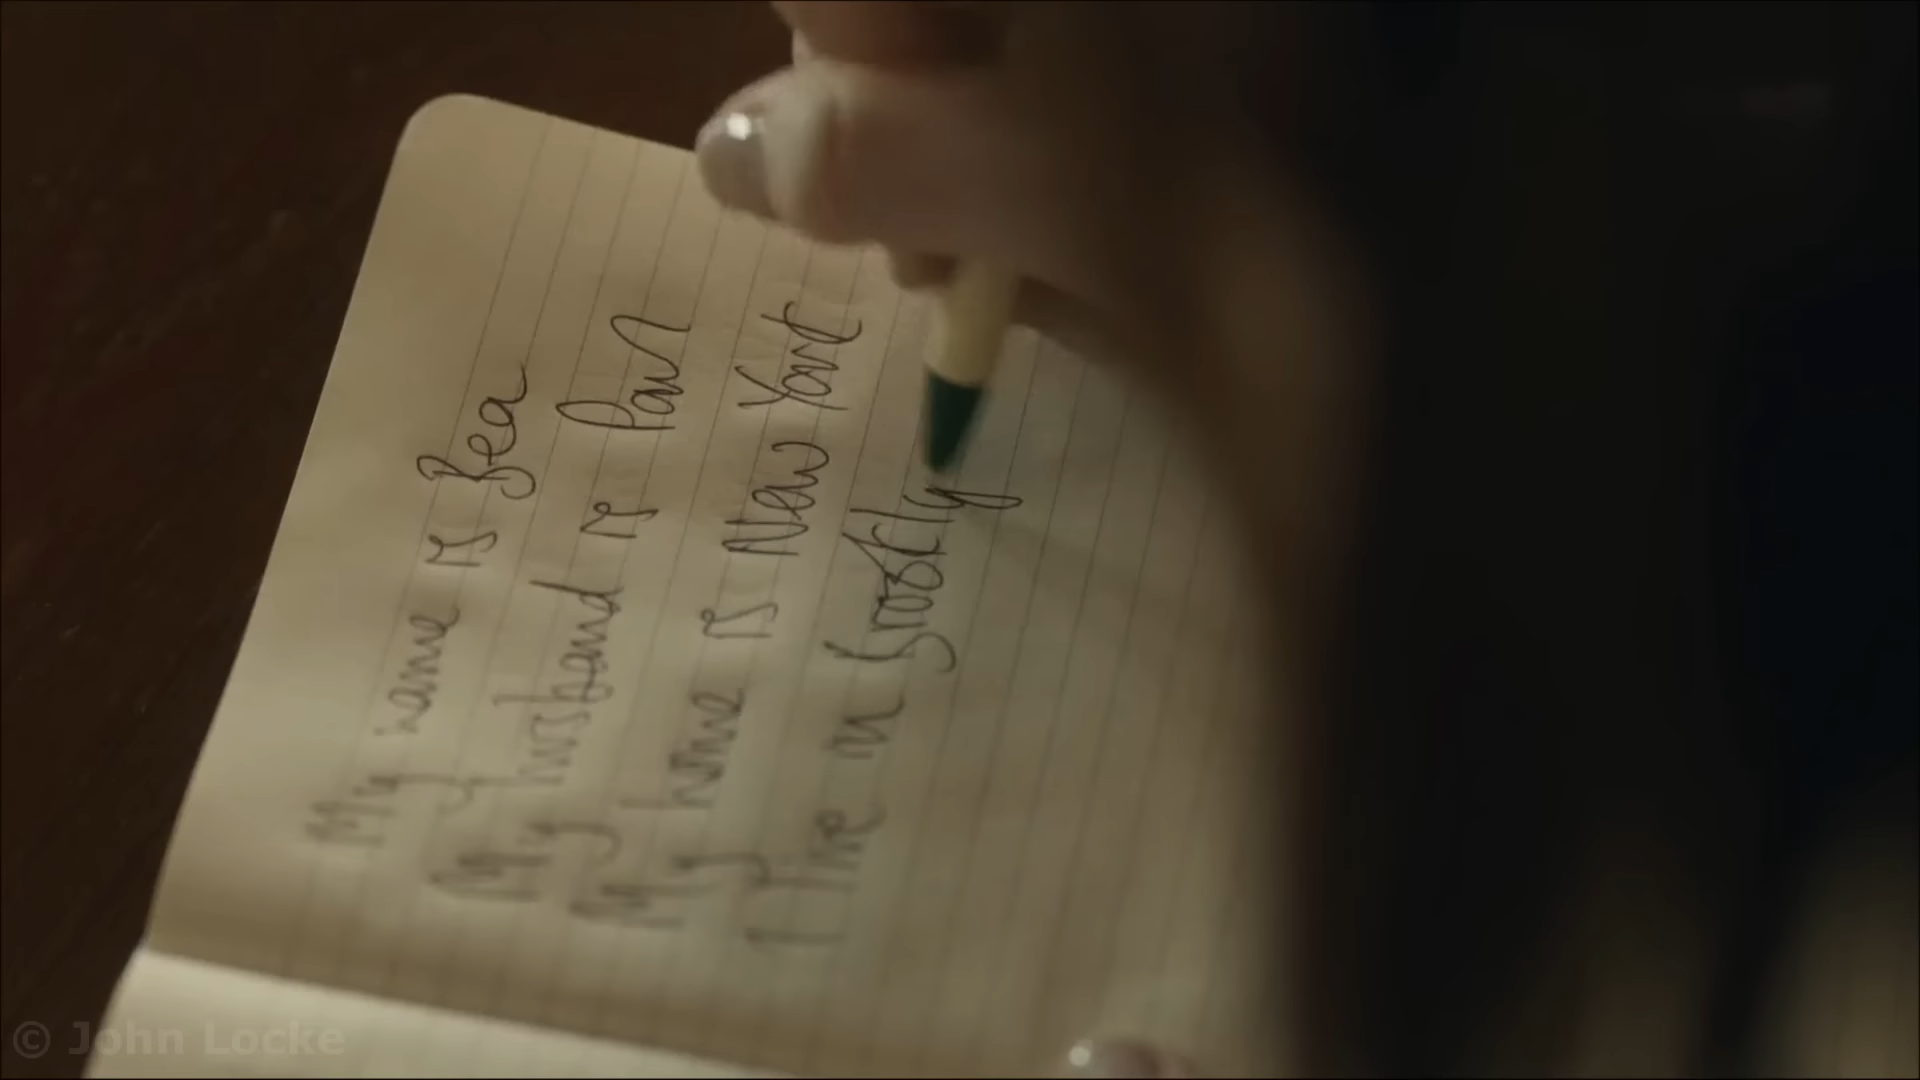 My name is Bea
My husband is Paul
My home is New York
I live in Brookly
© John Locke